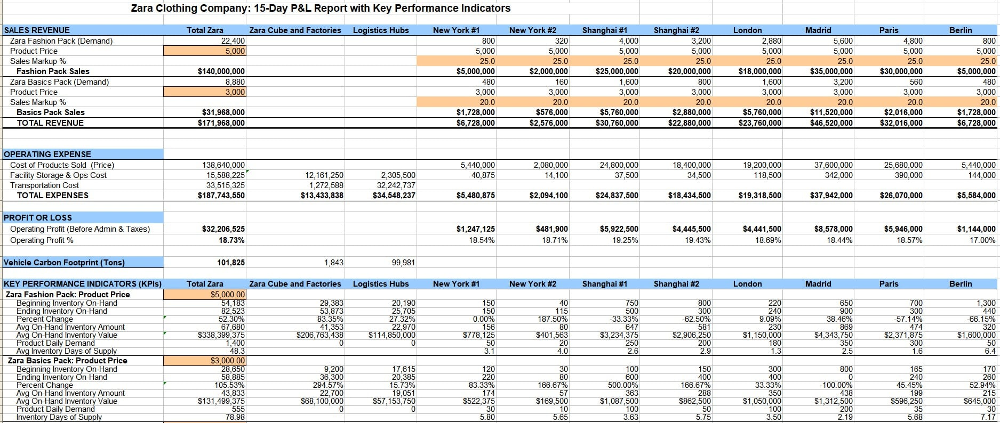 Zara Clothing Company: 15-Day P&L Report with Key Performance Indicators
SALES REVENUE Total Zara Zara Cube and Factories Logistics Hubs New York #1 New York #2 Shanghai #1 Shanghai #2 London Madrid Paris Berlin
Zara Fashion Pack (Demand) 22,400 800 320 4,000 3,200 2,880 5,600 4,800 800
Product Price 5,000 5,000 5,000 5,000 5,000 5,000 5,000 5,000 5,000
Sales Markup % 25.0 25.0 25.0 25.0 25.0 25.0 25.0 25.0
Fashion Pack Sales $140,000,000 $5,000,000 $2,000,000 $25,000,000 $20,000,000 $18,000,000 $35,000,000 $30,000,000 $5,000,000
Zara Basics Pack (Demand) 8,880 480 160 1,600 800 1,600 3,200 560 480
Product Price 3,000 3,000 3,000 3,000 3,000 3,000 3,000 3,000 3,000
Sales Markup % 20.0 20.0 20.0 20.0 20.0 20.0 20.0 20.0
Basics Pack Sales $31,968,000 $1,728,000 $576,000 $5,760,000 $2,880,000 $5,760,000 $11,520,000 $2,016,000 $1,728,000
TOTAL REVENUE $171,968,000 $6,728,000 $2,576,000 $30,760,000 $22,880,000 $23,760,000 $46,520,000 $32,016,000 $6,728,000
OPERATING EXPENSE
Cost of Products Sold (Price) 138,640,000 5,440,000 2,080,000 24,800,000 18,400,000 19,200,000 37,600,000 25,680,000 5,440,000
Facility Storage & Ops Cost 15,588,225 12,161,250 2,305,500 40,875 14,100 37,500 34,500 118,500 342,000 390,000 144,000
Transportation Cost 33,515,325 1,272,588 32,242,737
TOTAL EXPENSES $187,743,550 $13,433,838 $34,548,237 $5,480,875 $2,094,100 $24,837,500 $18,434,500 $19,318,500 $37,942,000 $26,070,000 $5,584,000
PROFIT OR LOSS
Operating Profit (Before Admin & Taxes) $32,206,525 $1,247,125 $481,900 $5,922,500 $4,445,500 $4,441,500 $8,578,000 $5,946,000 $1,144,000
Operating Profit % 18.73% 18.54% 18.71% 19.25% 19.43% 18.69% 18.44% 18.57% 17.00%
Vehicle Carbon Footprint (Tons) 101,825 1,843 99,981
KEY PERFORMANCE INDICATORS (KPIs) Total Zara Zara Cube and Factories Logistics Hubs New York #1 New York #2 Shanghai #1 Shanghai #2 London Madrid Paris Berlin
Zara Fashion Pack: Product Price $5,000.00
Beginning Inventory On-Hand 54,183 29,383 20,190 150 40 750 800 220 650 700 1,300
Ending Inventory On-Hand 82,523 53,873 25,705 150 115 500 300 240 900 300 440
Percent Change 52.30% 83.35% 27.32% 0.00% 187.50% -33.33% -62.50% 9.09% 38.46% -57.14% -66.15%
Avg On-Hand Inventory Amount 67,680 41,353 22,970 156 80 647 581 230 869 474 320
Avg On-Hand Inventory Value $338,399,375 $206,763,438 $114,850,000 $778,125 $401,563 $3,234,375 $2,906,250 $1,150,000 $4,343,750 $2,371,875 $1,600,000
Product Daily Demand 1,400 0 0 50 20 250 200 180 350 300 50
Avg Inventory Days of Supply 48.3 3.1 4.0 2.6 2.9 1.3 2.5 1.6 6.4
Zara Basics Pack: Product Price $3,000.00
Beginning Inventory On-Hand 28,650 9,200 17,615 120 30 100 150 300 800 165 170
Ending Inventory On-Hand 58,885 36,300 20,385 220 80 600 400 400 0 240 260
Percent Change 105.53% 294.57% 15.73% 83.33% 166.67% 500.00% 166.67% 33.33% -100.00% 45.45% 52.94%
Avg On-Hand Inventory Amount 43,833 22,700 19,051 174 57 363 288 350 438 199 215
Avg On-Hand Inventory Value $131,499,375 $68,100,000 $57,153,750 $522,375 $169,500 $1,087,500 $862,500 $1,050,000 $1,312,500 $596,250 $645,000
Product Daily Demand 555 0 0 30 10 100 50 100 200 35 30
Inventory Days of Supply 78.98 5.80 5.65 3.63 5.75 3.50 2.19 5.68 7.17